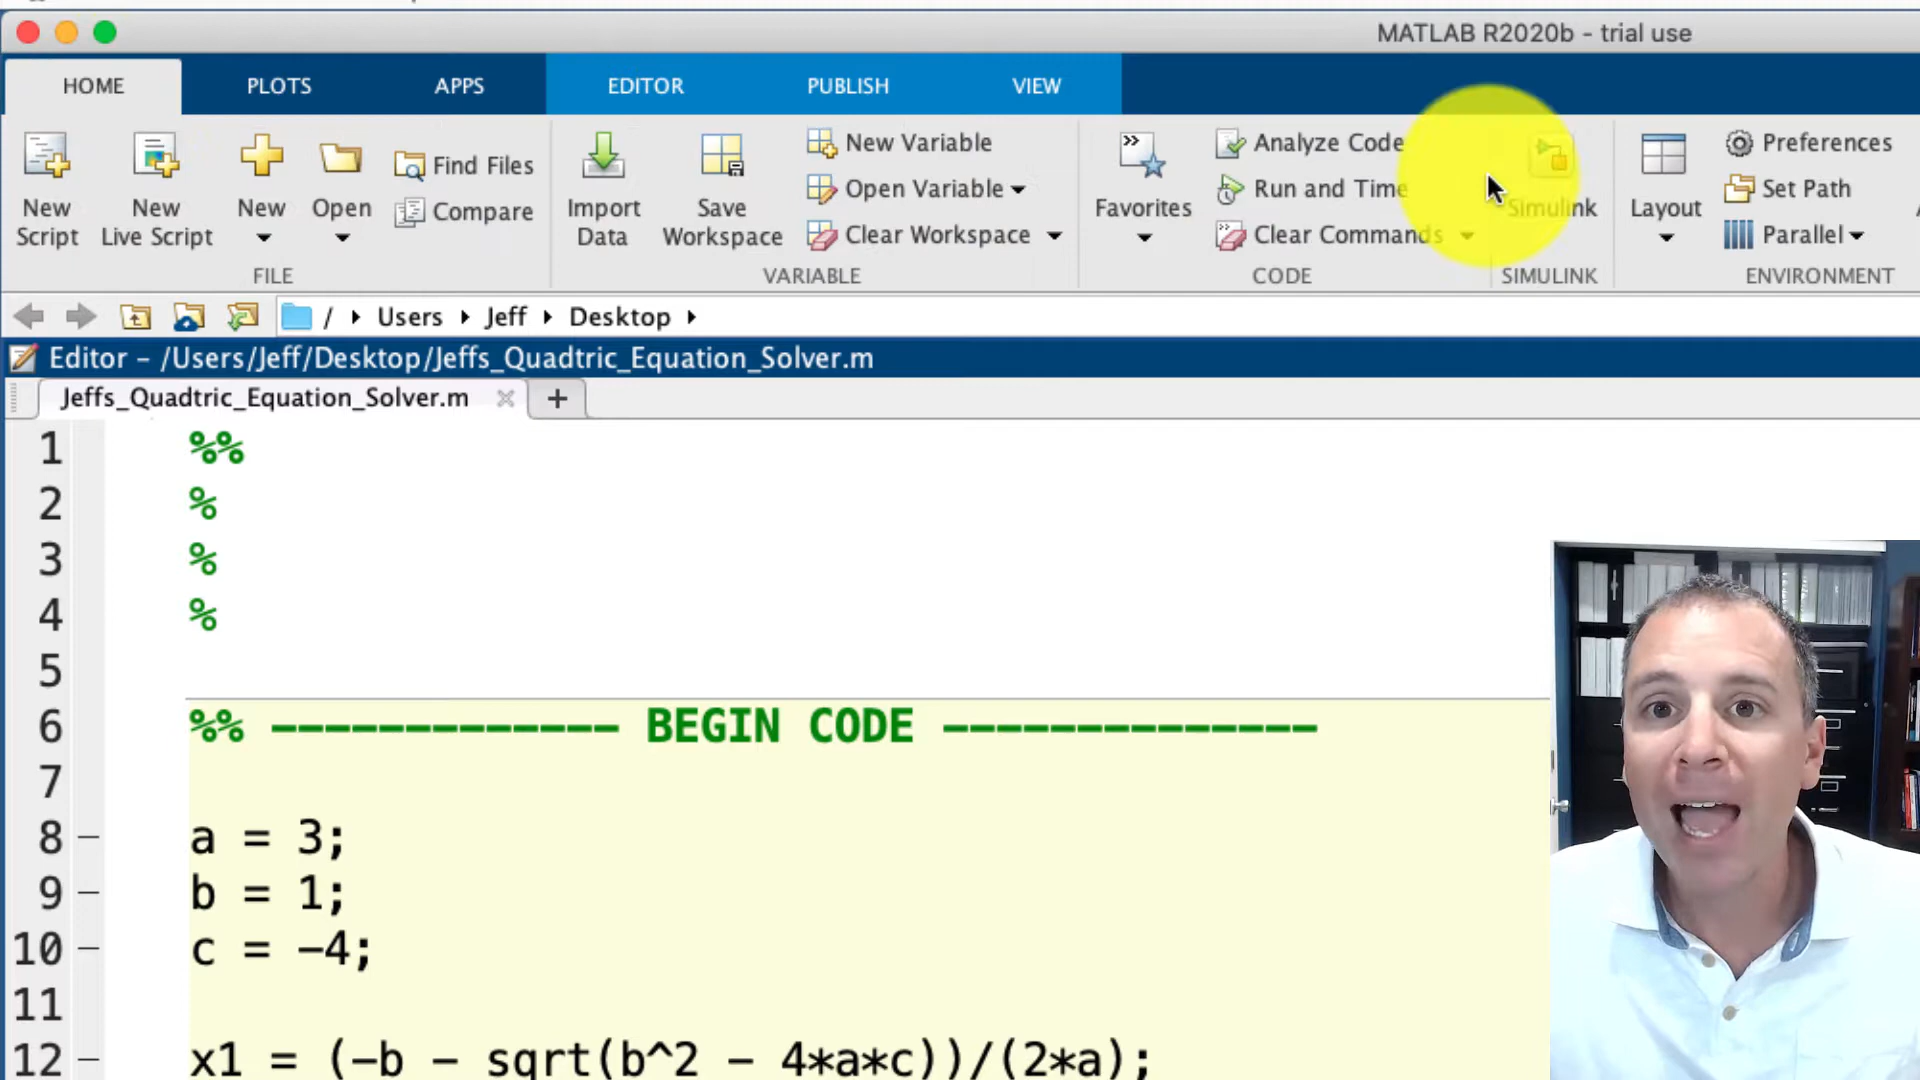 MATLAB R2020b - trial use
HOME PLOTS APPS EDITOR PUBLISH VIEW
New Script
New Live Script
New
Open
Find Files
Compare
FILE
Import Data
Save Workspace
New Variable
Open Variable
Clear Workspace
VARIABLE
Favorites
Analyze Code
Run and Time
Clear Commands
CODE
Simulink
SIMULINK
Layout
Preferences
Set Path
Parallel
ENVIRONMENT
/ Users Jeff Desktop
Editor - /Users/Jeff/Desktop/Jeffs_Quadtric_Equation_Solver.m
Jeffs_Quadtric_Equation_Solver.m
1 %%
2 %
3 %
4 %
5
6 %% ------------- BEGIN CODE --------------
7
8 a = 3;
9 b = 1;
10 c = -4;
11
12 x1 = (-b - sqrt(b^2 - 4*a*c))/(2*a);